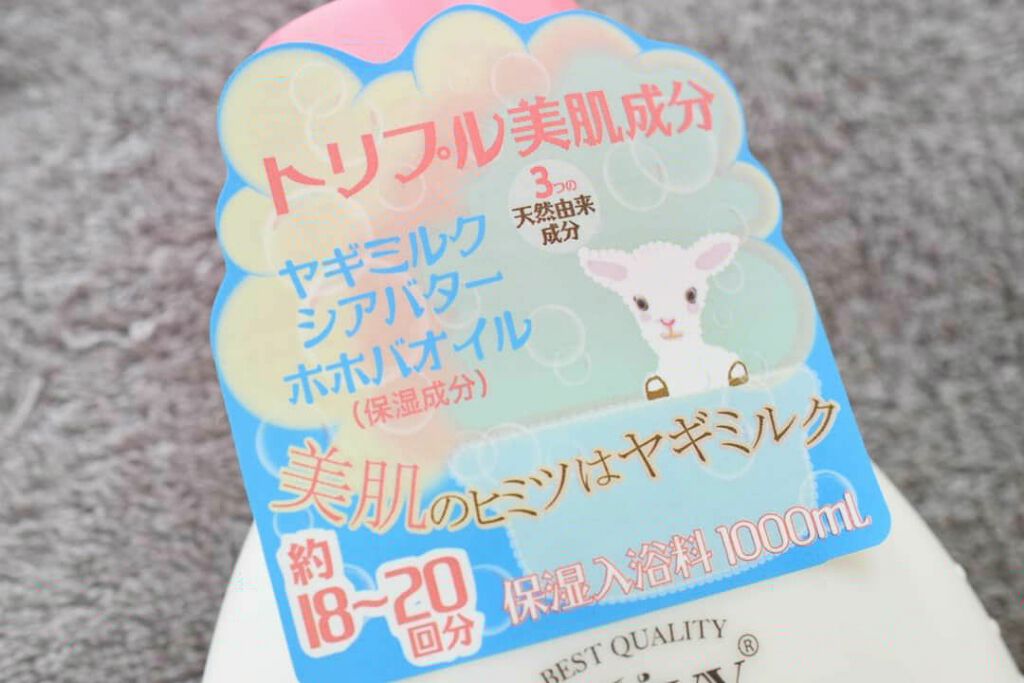 トリプル美肌成分
3つの
天然由来
成分
ヤギミルク
シアバター
ホホバオイル
(保湿成分)
美肌のヒミツはヤギミルク
約
18~20
回分
保湿入浴料 1000mL
BEST QUALITY
®